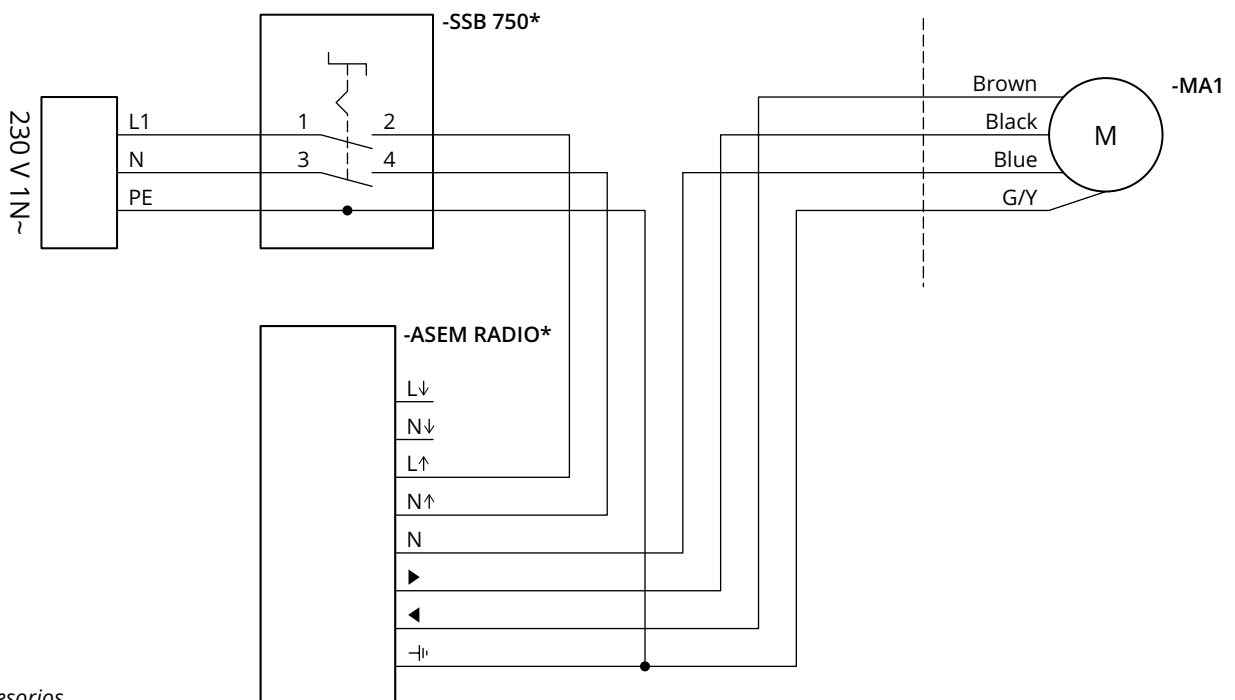 -SSB 750*
230 V 1N~
L1
1
2
N
3
4
PE
Brown
Black
Blue
G/Y
M
-MA1
-ASEM RADIO*
L↓
N↓
L↑
N↑
N